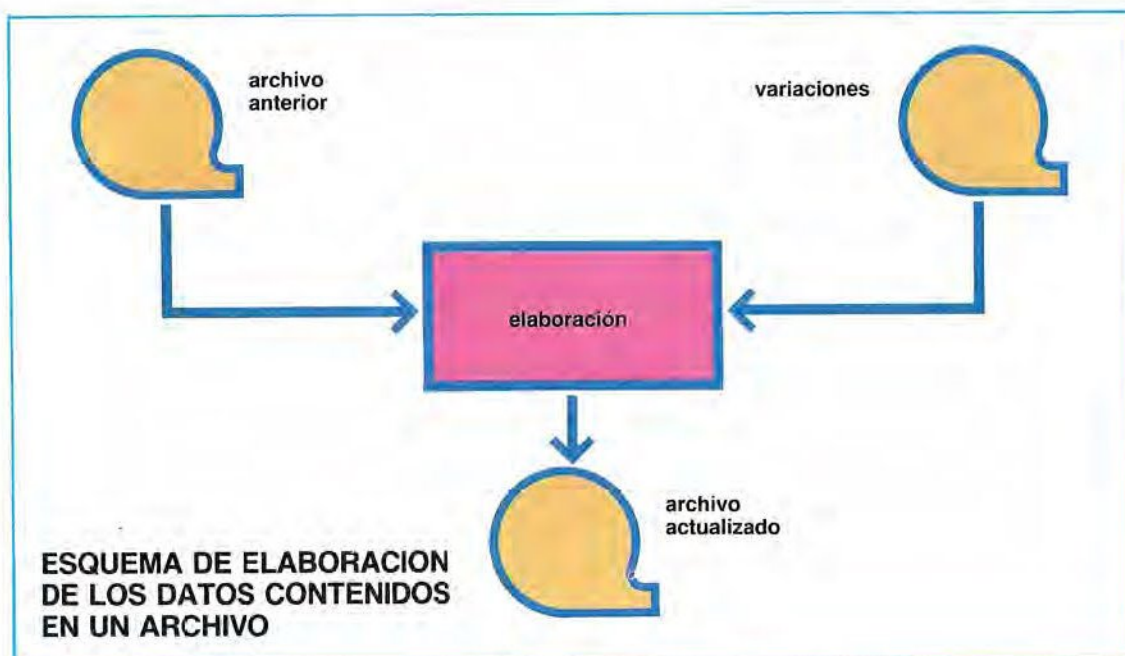 archivo
anterior
variaciones
elaboración
archivo
actualizado
ESQUEMA DE ELABORACION
DE LOS DATOS CONTENIDOS
EN UN ARCHIVO